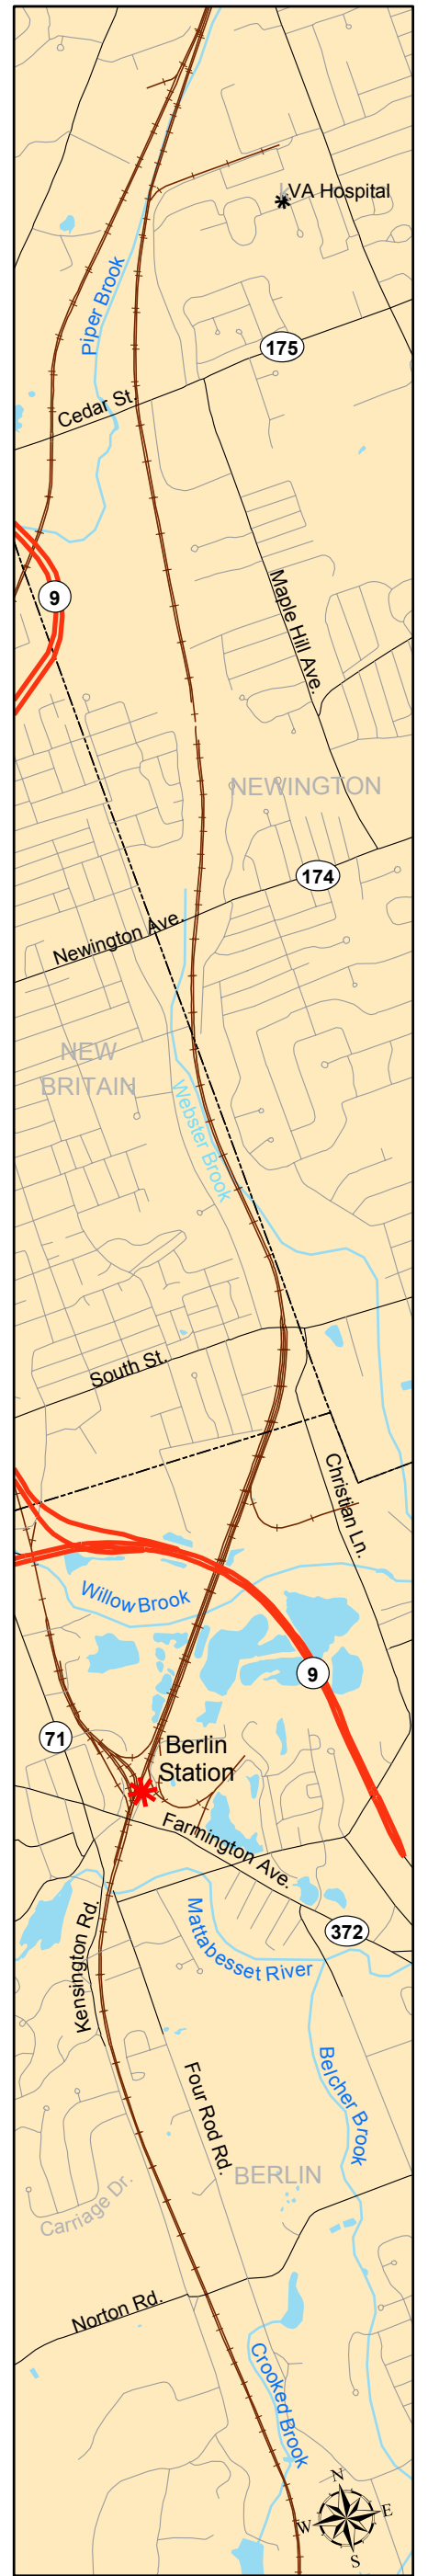 VA Hospital
Piper Brook
175
Cedar St.
9
Maple Hill Ave.
NEWINGTON
174
Newington Ave.
NEW
BRITAIN
Webster Brook
South St.
Christian Ln.
Willow Brook
9
71
Berlin
Station
Farmington Ave.
372
Kensington Rd.
Mattabesset River
Belcher Brook
Four Rod Rd.
BERLIN
Carriage Dr.
Norton Rd.
Crooked Brook
N
W
E
S